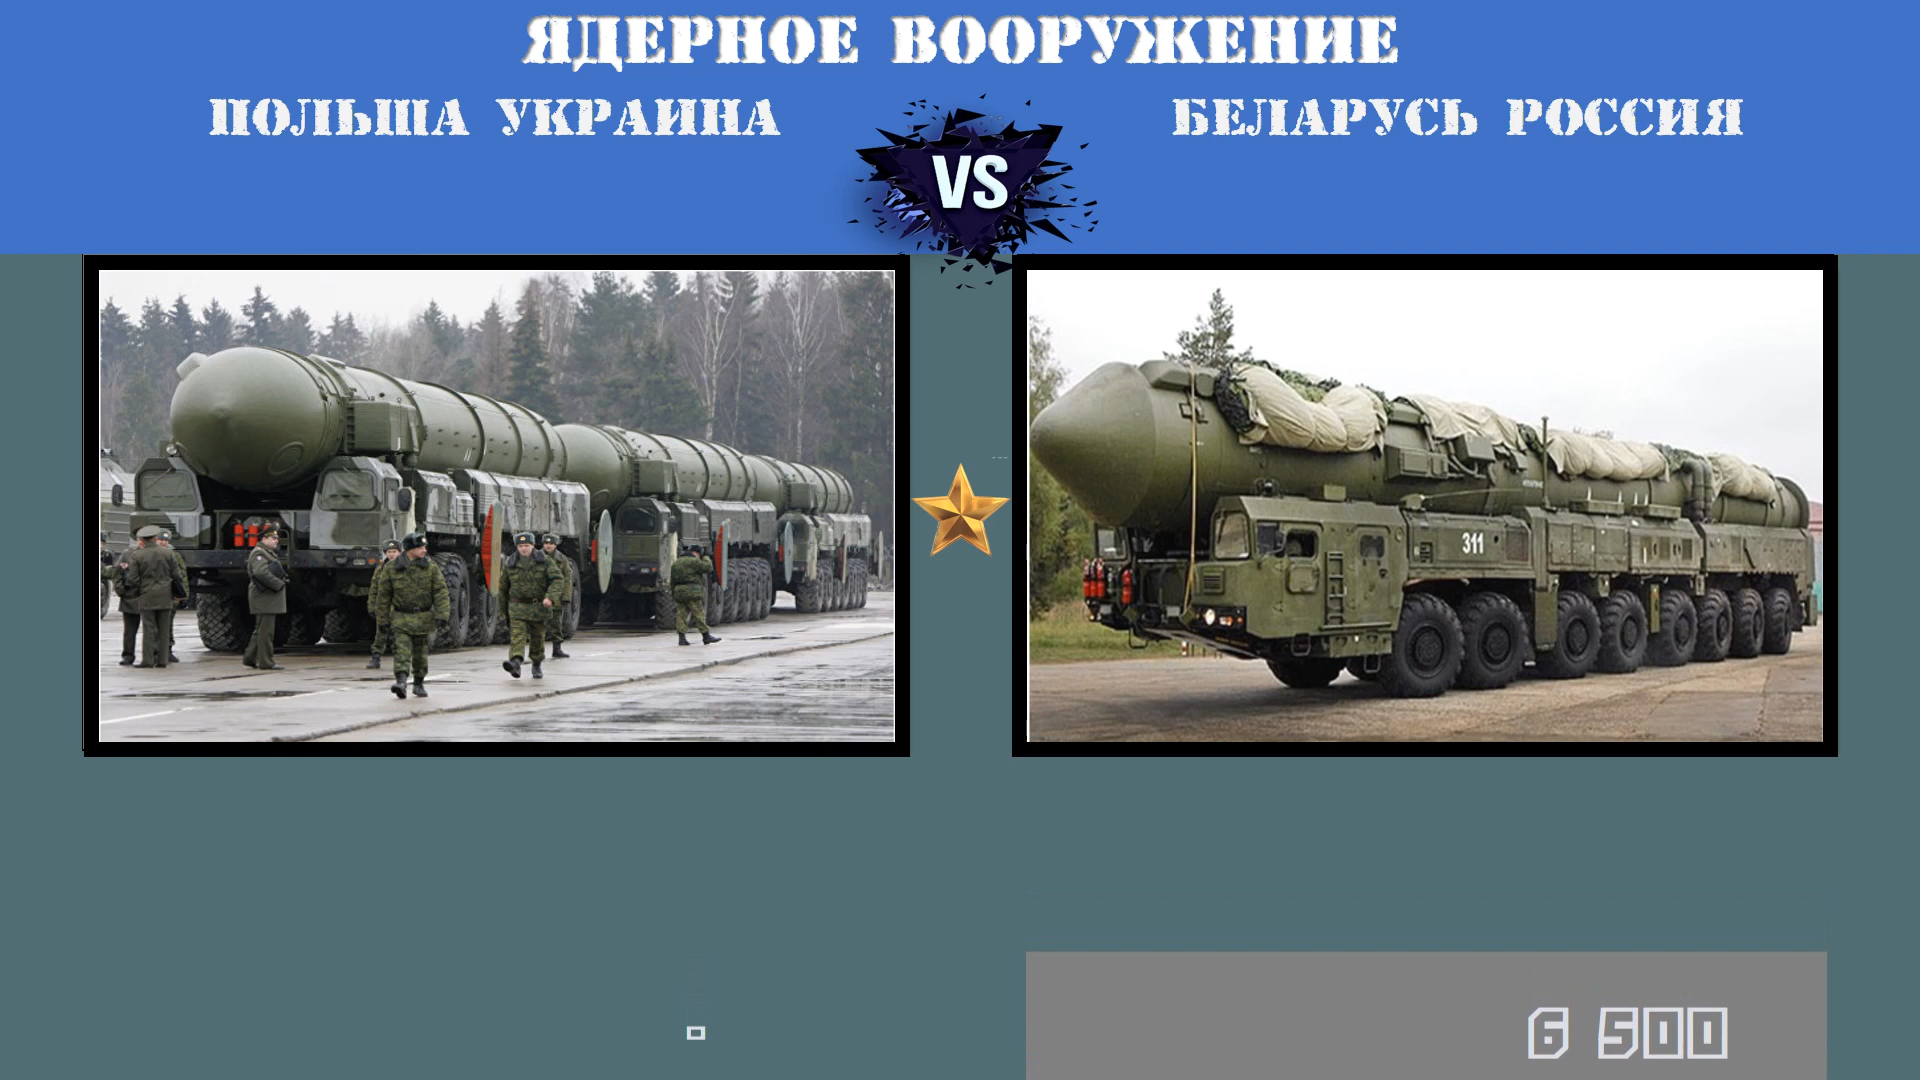 ЯДЕРНОЕ ВООРУЖЕНИЕ
ПОЛЬША УКРАИНА
БЕЛАРУСЬ РОССИЯ
VS
311
0
6 500